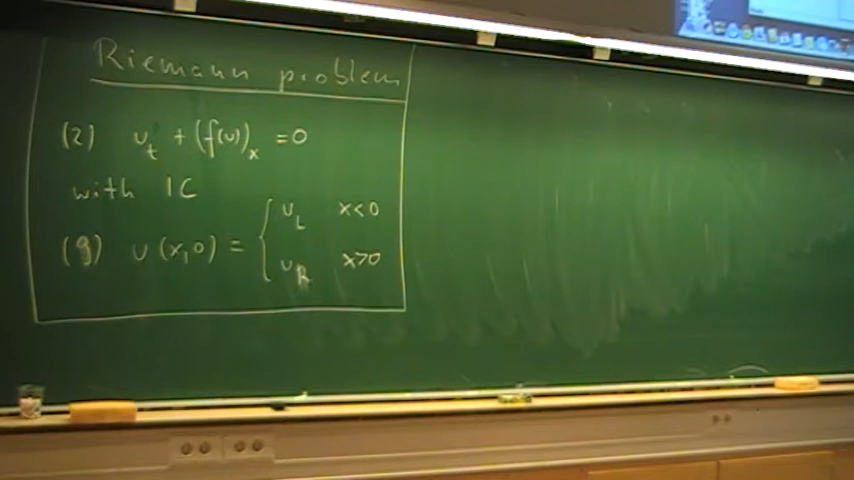 Riemann problem
(2) u_t + (f(u))_x = 0
with IC
(9) u(x,0) = { u_L x<0
u_R x>0